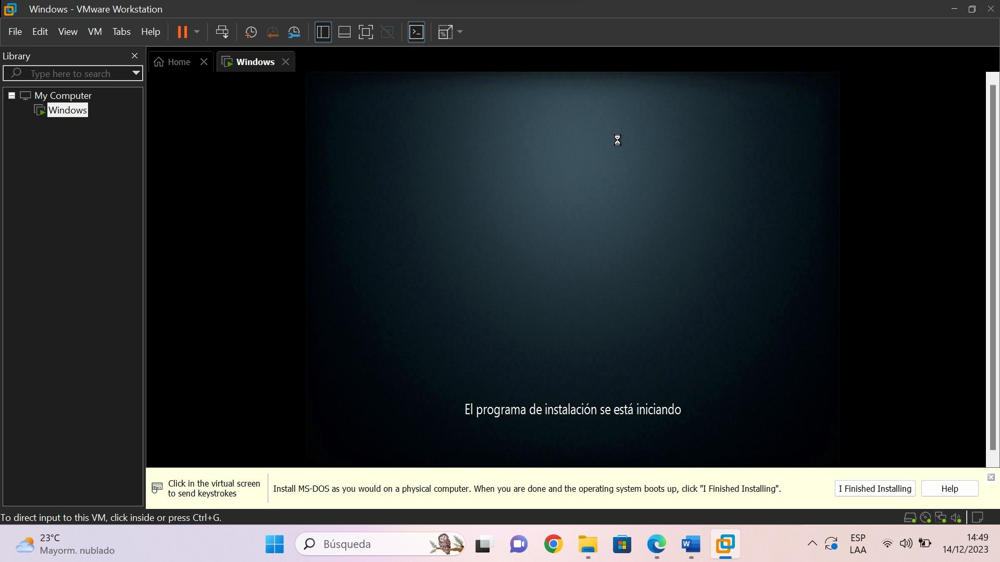 Windows - VMware Workstation
File Edit View VM Tabs Help
Library
Type here to search
My Computer
Windows
Home
Windows
El programa de instalación se está iniciando
Click in the virtual screen
to send keystrokes
Install MS-DOS as you would on a physical computer. When you are done and the operating system boots up, click "I Finished Installing".
I Finished Installing
Help
To direct input to this VM, click inside or press Ctrl+G.
23°C
Mayorm. nublado
Búsqueda
ESP
LAA
14:49
14/12/2023